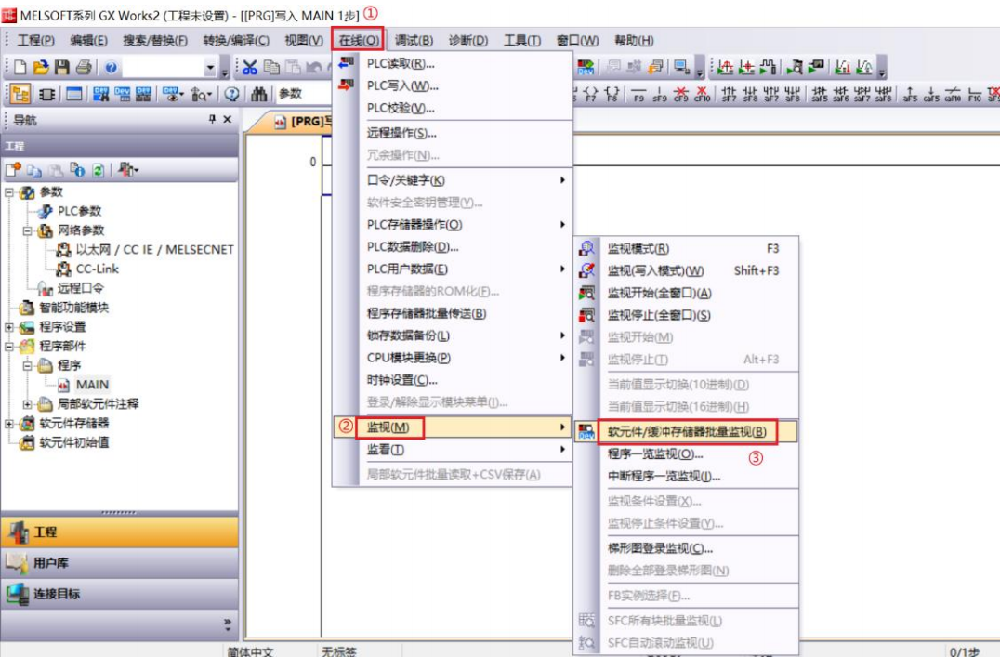 MELSOFT系列 GX Works2 (工程未设置) - [[PRG]写入 MAIN 1步] ①
工程(P) 编辑(E) 搜索/替换(F) 转换/编译(C) 视图(V) 在线(O) 调试(B) 诊断(D) 工具(T) 窗口(W) 帮助(H)
参数
F7 F8 F9 sF9 cF9 cF10 sF7 sF8 aF7 aF8 saF5 saF6 saF7 saF8 aF5 caF5 caF10 F10 aF9
导航
[PRG]写
工程
0
参数
PLC参数
网络参数
以太网 / CC IE / MELSECNET
CC-Link
远程口令
智能功能模块
程序设置
程序部件
程序
MAIN
局部软元件注释
软元件存储器
软元件初始值
工程
用户库
连接目标
PLC读取(R)...
PLC写入(W)...
PLC校验(V)...
远程操作(S)...
冗余操作(N)...
口令/关键字(K)
软件安全密钥管理(Y)...
PLC存储器操作(O)
PLC数据删除(D)...
PLC用户数据(E)
程序存储器的ROM化(F)...
程序存储器批量传送(B)
锁存数据备份(L)
CPU模块更换(P)
时钟设置(C)...
登录/解除显示模块菜单(I)...
② 监视(M)
监看(T)
局部软元件批量读取+CSV保存(A)
监视模式(R) F3
监视(写入模式)(W) Shift+F3
监视开始(全窗口)(A)
监视停止(全窗口)(S)
监视开始(M)
监视停止(T) Alt+F3
当前值显示切换(10进制)(D)
当前值显示切换(16进制)(H)
软元件/缓冲存储器批量监视(B)
程序一览监视(O)...
③
中断程序一览监视(I)...
监视条件设置(X)...
监视停止条件设置(Y)...
梯形图登录监视(C)...
删除全部登录梯形图(N)
FB实例选择(F)...
SFC所有块批量监视(L)
SFC自动滚动监视(U)
简体中文 无标签 0/1步